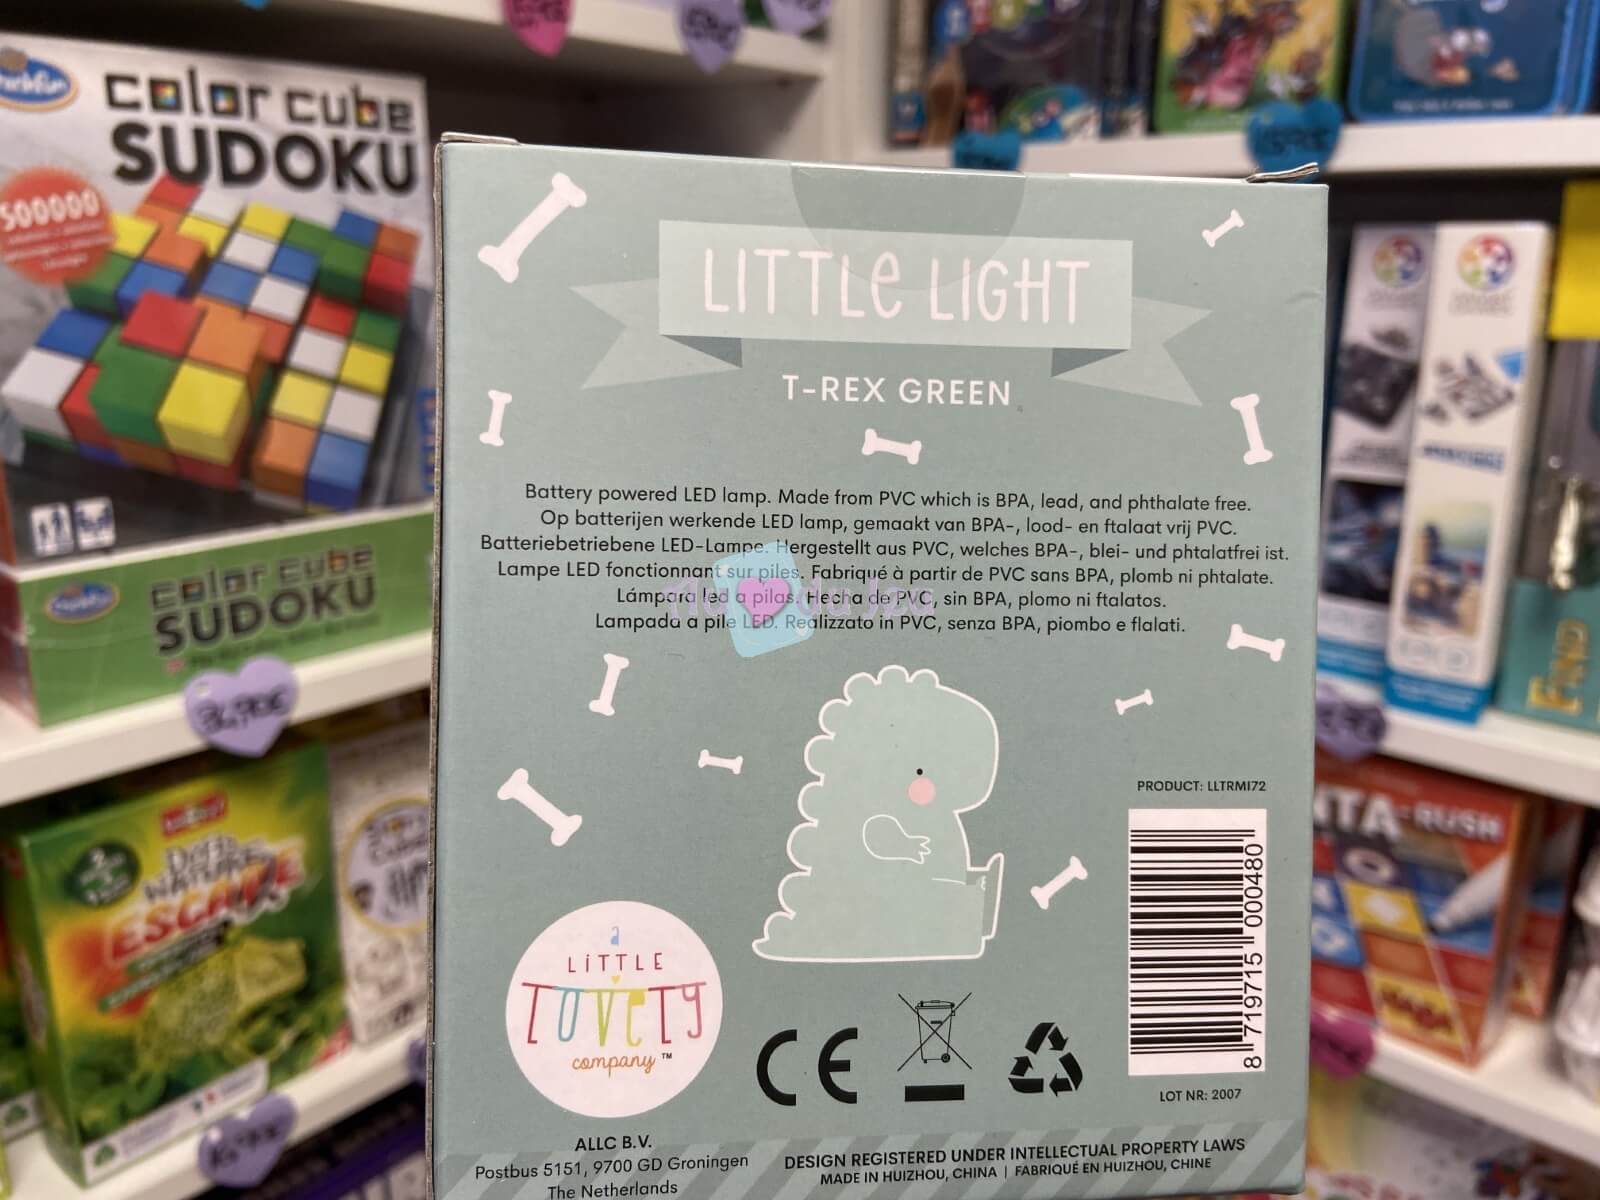 color cube
SUDOKU
500000
color cube
SUDOKU
34,90€
ESCAPE
LITTLE LIGHT
T-REX GREEN
Battery powered LED lamp. Made from PVC which is BPA, lead, and phthalate free.
Op batterijen werkende LED lamp, gemaakt van BPA-, lood- en ftalaat vrij PVC.
Batteriebetriebene LED-Lampe. Hergestellt aus PVC, welches BPA-, blei- und phtalatfrei ist.
Lampe LED fonctionnant sur piles. Fabriqué à partir de PVC sans BPA, plomb ni phtalate.
Lámpara led a pilas. Hecha de PVC, sin BPA, plomo ni ftalatos.
Lampada a pile LED. Realizzato in PVC, senza BPA, piombo e flalati.
PRODUCT: LLTRMI72
8 719715 000480
LOT NR: 2007
a
LITTLE
LOVELY
company™
CE
ALLC B.V.
Postbus 5151, 9700 GD Groningen
The Netherlands
DESIGN REGISTERED UNDER INTELLECTUAL PROPERTY LAWS
MADE IN HUIZHOU, CHINA | FABRIQUÉ EN HUIZHOU, CHINE
FIND
RUSH
HABA